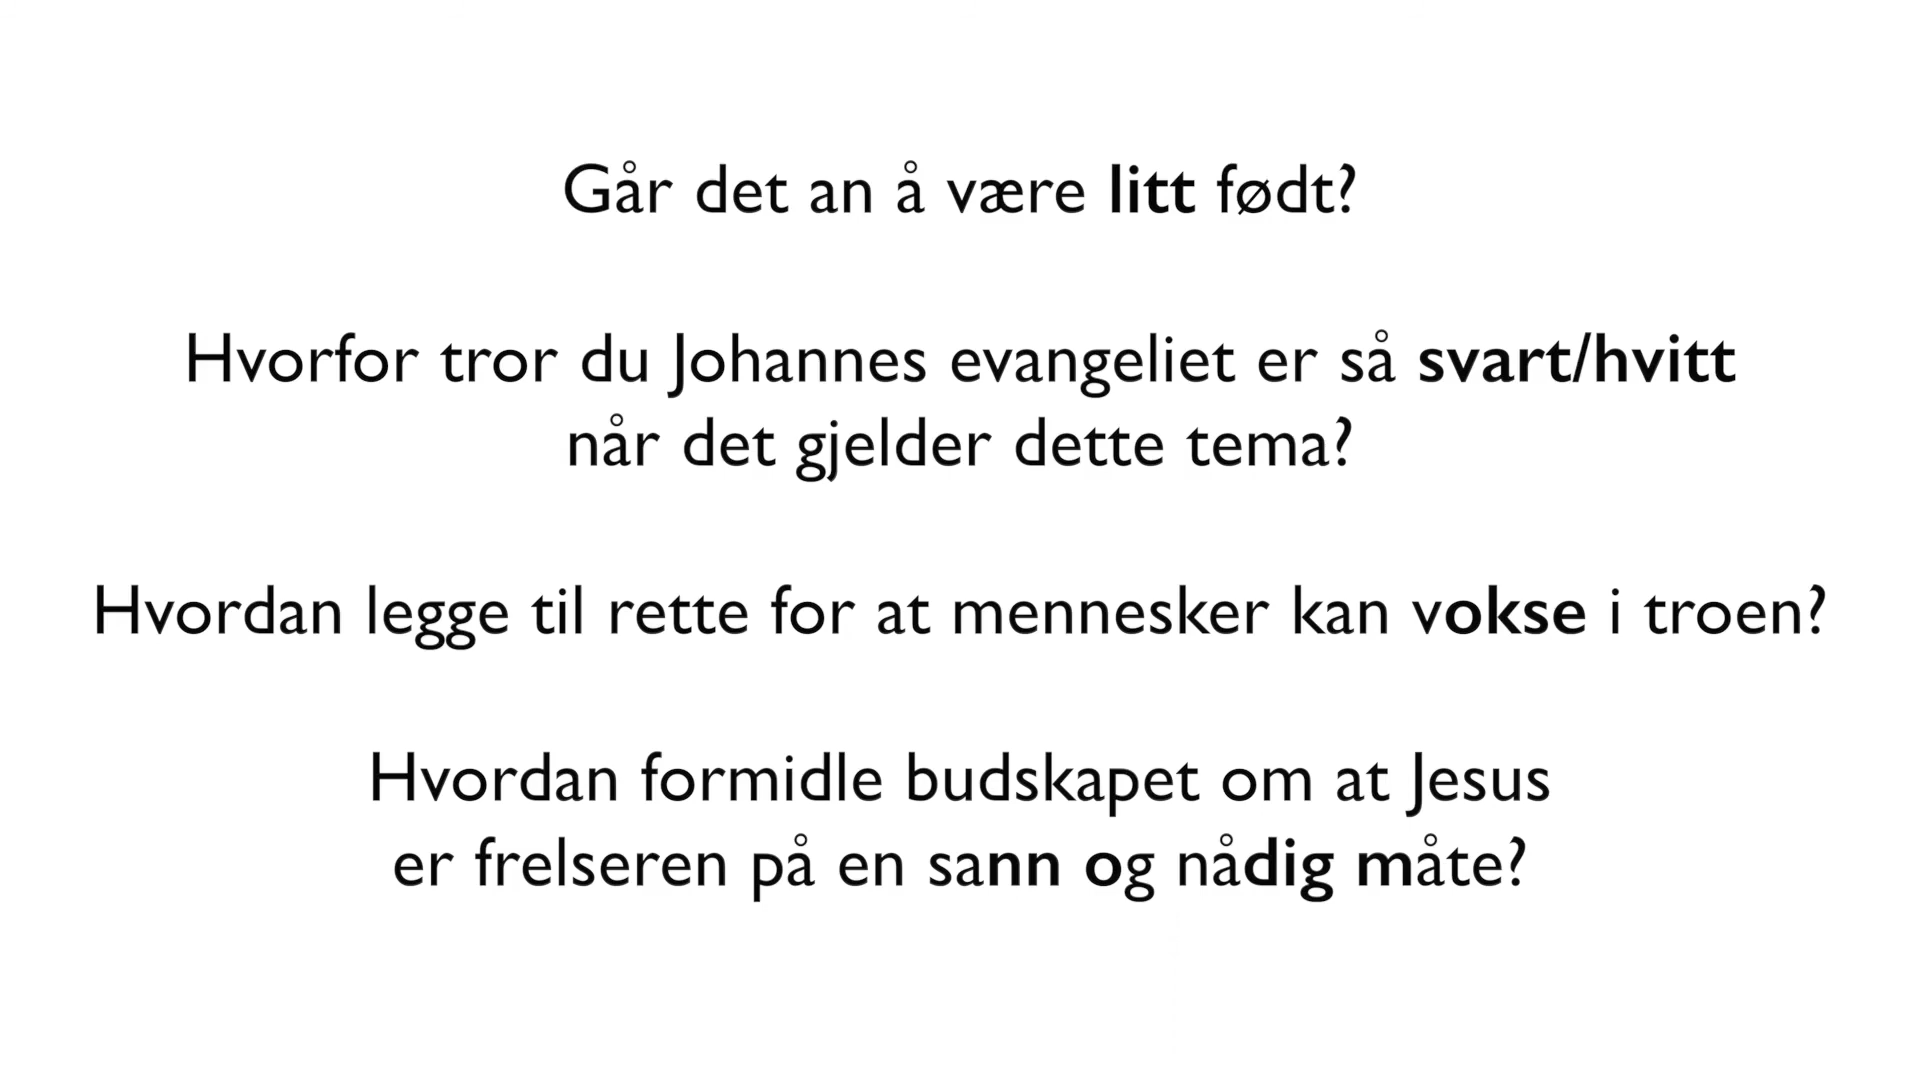 Går det an å være litt født?
Hvorfor tror du Johannes evangeliet er så svart/hvitt
når det gjelder dette tema?
Hvordan legge til rette for at mennesker kan vokse i troen?
Hvordan formidle budskapet om at Jesus
er frelseren på en sann og nådig måte?